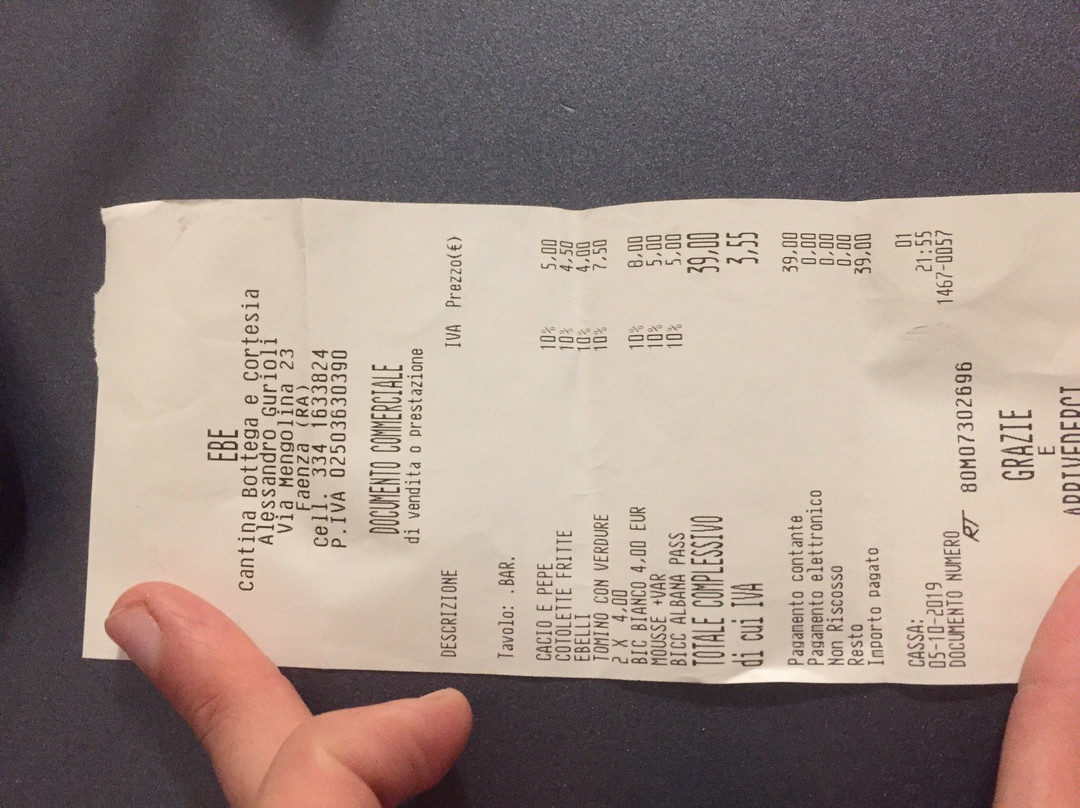 EBE
Cantina Bottega e Cortesia
Alessandro Gurioli
Via Mengolina 23
Faenza (RA)
Cell. 334 1633824
P.IVA 02503630390
DOCUMENTO COMMERCIALE
di vendita o prestazione
DESCRIZIONE IVA Prezzo(€)
Tavolo: .BAR.
CACIO E PEPE 10% 5,00
COTOLETTE FRITTE 10% 4,50
EBELLI 10% 4,00
TOMINO CON VERDURE 10% 7,50
2 X 4,00
BIC BIANCO 4,00 EUR 10% 8,00
MOUSSE +VAR 10% 5,00
BICC ALBANA PASS 10% 5,00
TOTALE COMPLESSIVO 39,00
di cui IVA 3,55
Pagamento contante 39,00
Pagamento elettronico 0,00
Non Riscosso 0,00
Resto 0,00
Importo pagato 39,00
CASSA: 01
05-10-2019 21:55
DOCUMENTO NUMERO 1467-0057
RT 80M07302696
GRAZIE
E
ARRIVEDERCI